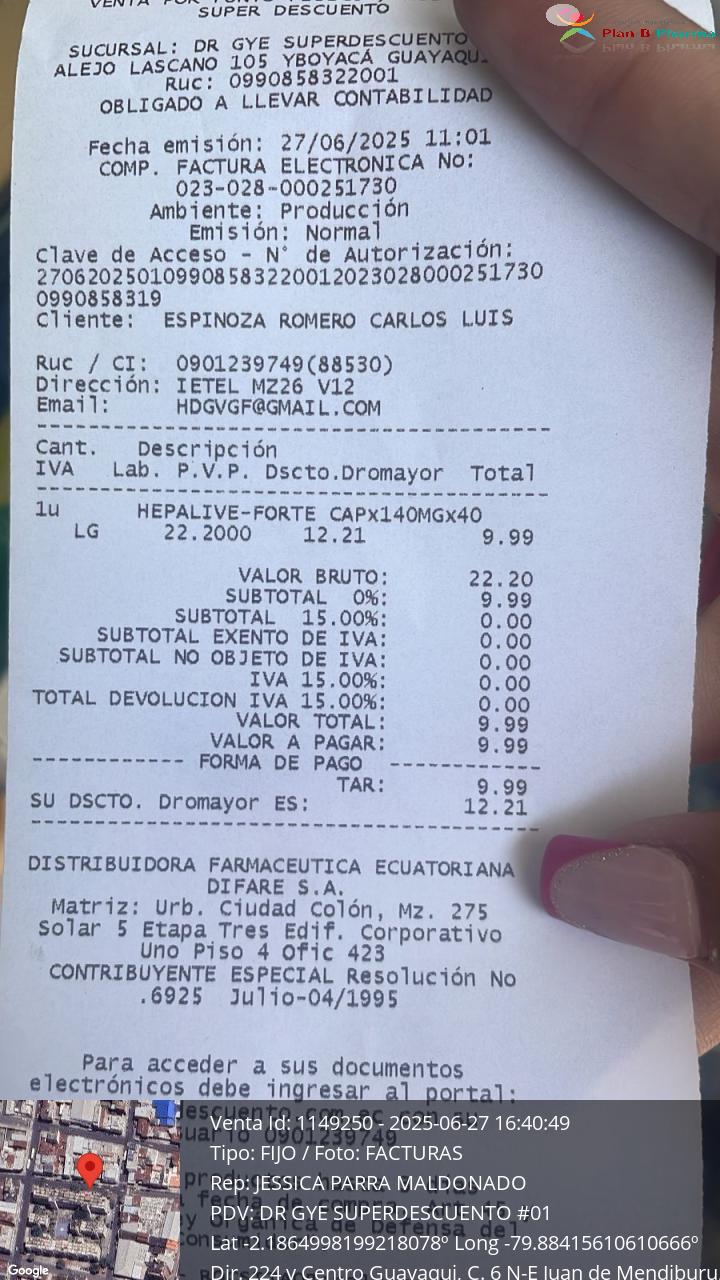 SUPER DESCUENTO
Plan B Pharma
SUCURSAL: DR GYE SUPERDESCUENTO
ALEJO LASCANO 105 YBOYACÁ GUAYAQUI
Ruc: 0990858322001
OBLIGADO A LLEVAR CONTABILIDAD
Fecha emisión: 27/06/2025 11:01
COMP. FACTURA ELECTRONICA No:
023-028-000251730
Ambiente: Producción
Emisión: Normal
Clave de Acceso - N° de Autorización:
270620250109908583220012023028000251730
0990858319
Cliente: ESPINOZA ROMERO CARLOS LUIS
Ruc / CI: 0901239749(88530)
Dirección: IETEL MZ26 V12
Email: HDGVGF@GMAIL.COM
Cant. Descripción
IVA Lab. P.V.P. Dscto.Dromayor Total
1u HEPALIVE-FORTE CAPx140MGx40
LG 22.2000 12.21 9.99
VALOR BRUTO: 22.20
SUBTOTAL 0%: 9.99
SUBTOTAL 15.00%: 0.00
SUBTOTAL EXENTO DE IVA: 0.00
SUBTOTAL NO OBJETO DE IVA: 0.00
IVA 15.00%: 0.00
TOTAL DEVOLUCION IVA 15.00%: 0.00
VALOR TOTAL: 9.99
VALOR A PAGAR: 9.99
------------ FORMA DE PAGO ------------
TAR: 9.99
SU DSCTO. Dromayor ES: 12.21
DISTRIBUIDORA FARMACEUTICA ECUATORIANA
DIFARE S.A.
Matriz: Urb. Ciudad Colón, Mz. 275
Solar 5 Etapa Tres Edif. Corporativo
Uno Piso 4 Ofic 423
CONTRIBUYENTE ESPECIAL Resolución No
.6925 Julio-04/1995
Para acceder a sus documentos
electrónicos debe ingresar al portal:
Venta Id: 1149250 - 2025-06-27 16:40:49
Tipo: FIJO / Foto: FACTURAS
Rep: JESSICA PARRA MALDONADO
PDV: DR GYE SUPERDESCUENTO #01
Lat -2.1864998199218078º Long -79.88415610610666º
Dir. 224 y Centro Guayaqui, C. 6 N-E Juan de Mendiburu
Google